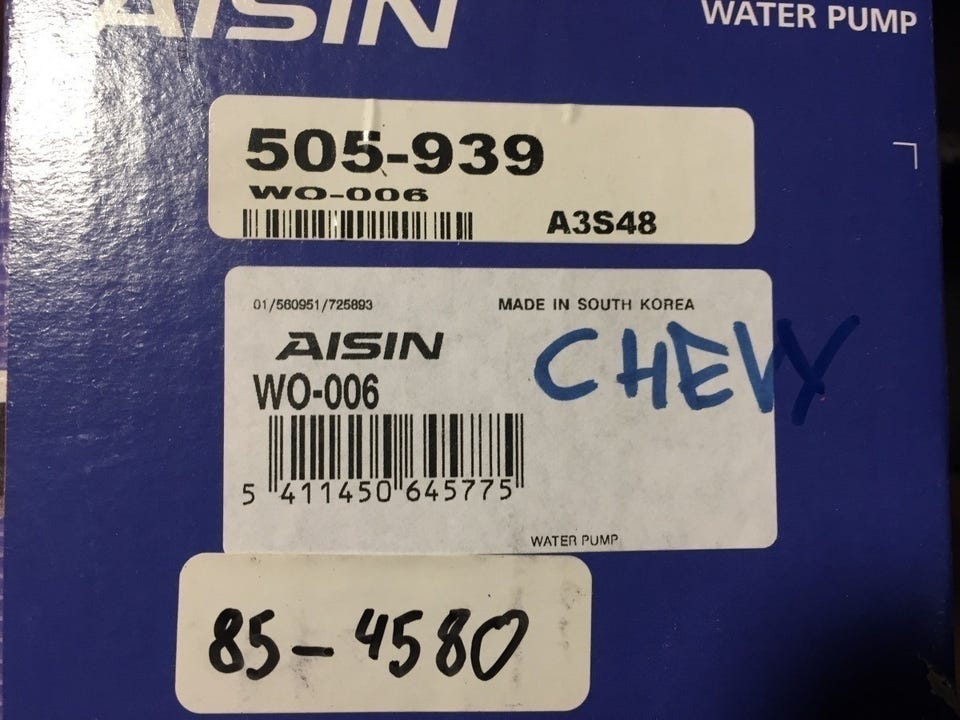 AISIN
WATER PUMP
505-939
WO-006
A3S48
01/560951/725893
MADE IN SOUTH KOREA
AISIN
CHEVY
WO-006
5 411450 645775
WATER PUMP
85-4580